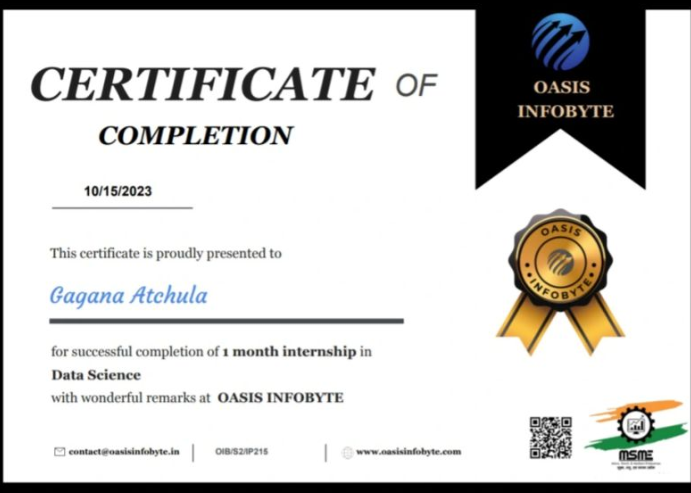 CERTIFICATE OF
COMPLETION
10/15/2023
This certificate is proudly presented to
Gagana Atchula
for successful completion of 1 month internship in
Data Science
with wonderful remarks at OASIS INFOBYTE
contact@oasisinfobyte.in
OIB/S2/IP215
www.oasisinfobyte.com
OASIS
INFOBYTE
OASIS
INFOBYTE
MSME